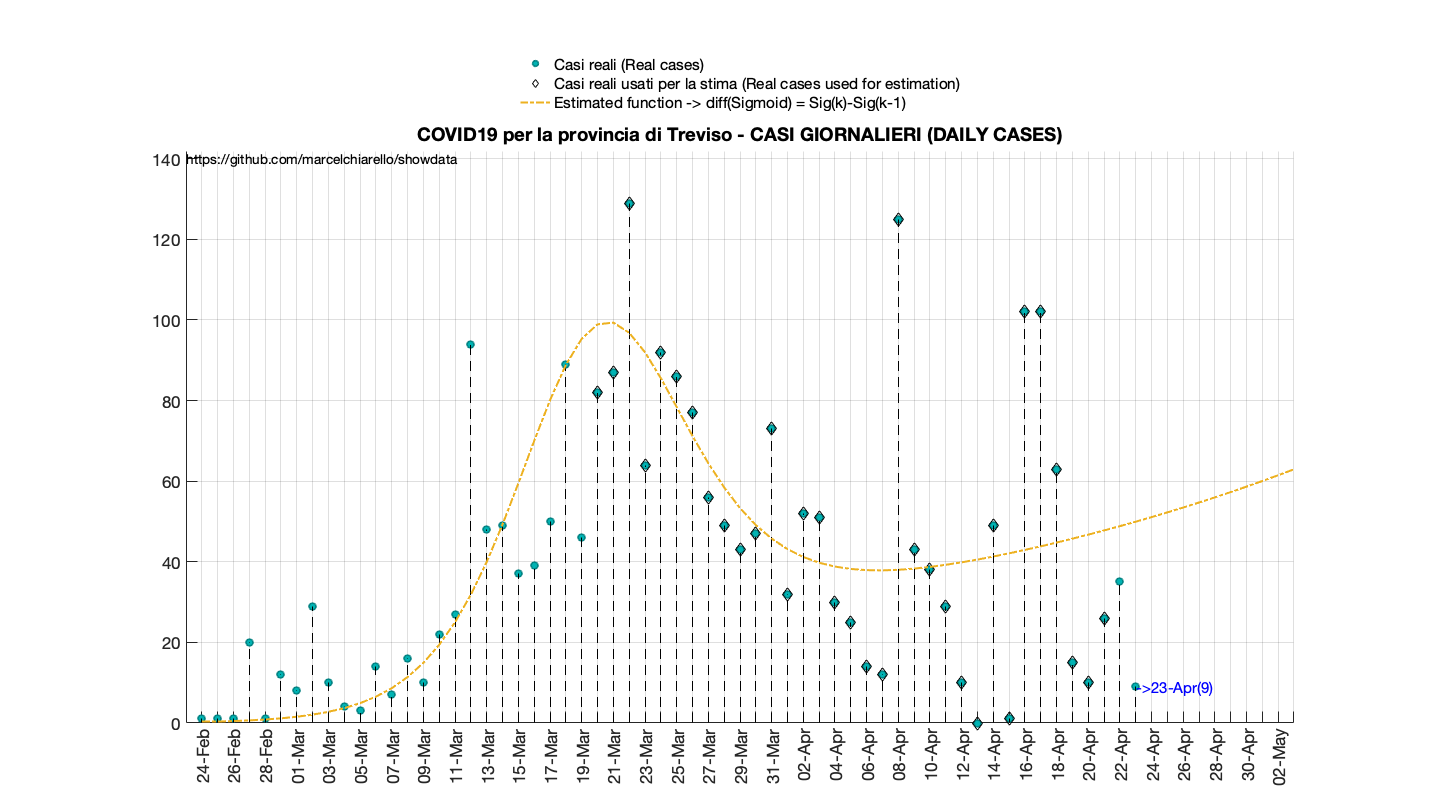 Casi reali (Real cases)
Casi reali usati per la stima (Real cases used for estimation)
Estimated function -> diff(Sigmoid) = Sig(k)-Sig(k-1)
COVID19 per la provincia di Treviso - CASI GIORNALIERI (DAILY CASES)
https://github.com/marcelchiarello/showdata
140
120
100
80
60
40
20
0
->23-Apr(9)
24-Feb
26-Feb
28-Feb
01-Mar
03-Mar
05-Mar
07-Mar
09-Mar
11-Mar
13-Mar
15-Mar
17-Mar
19-Mar
21-Mar
23-Mar
25-Mar
27-Mar
29-Mar
31-Mar
02-Apr
04-Apr
06-Apr
08-Apr
10-Apr
12-Apr
14-Apr
16-Apr
18-Apr
20-Apr
22-Apr
24-Apr
26-Apr
28-Apr
30-Apr
02-May